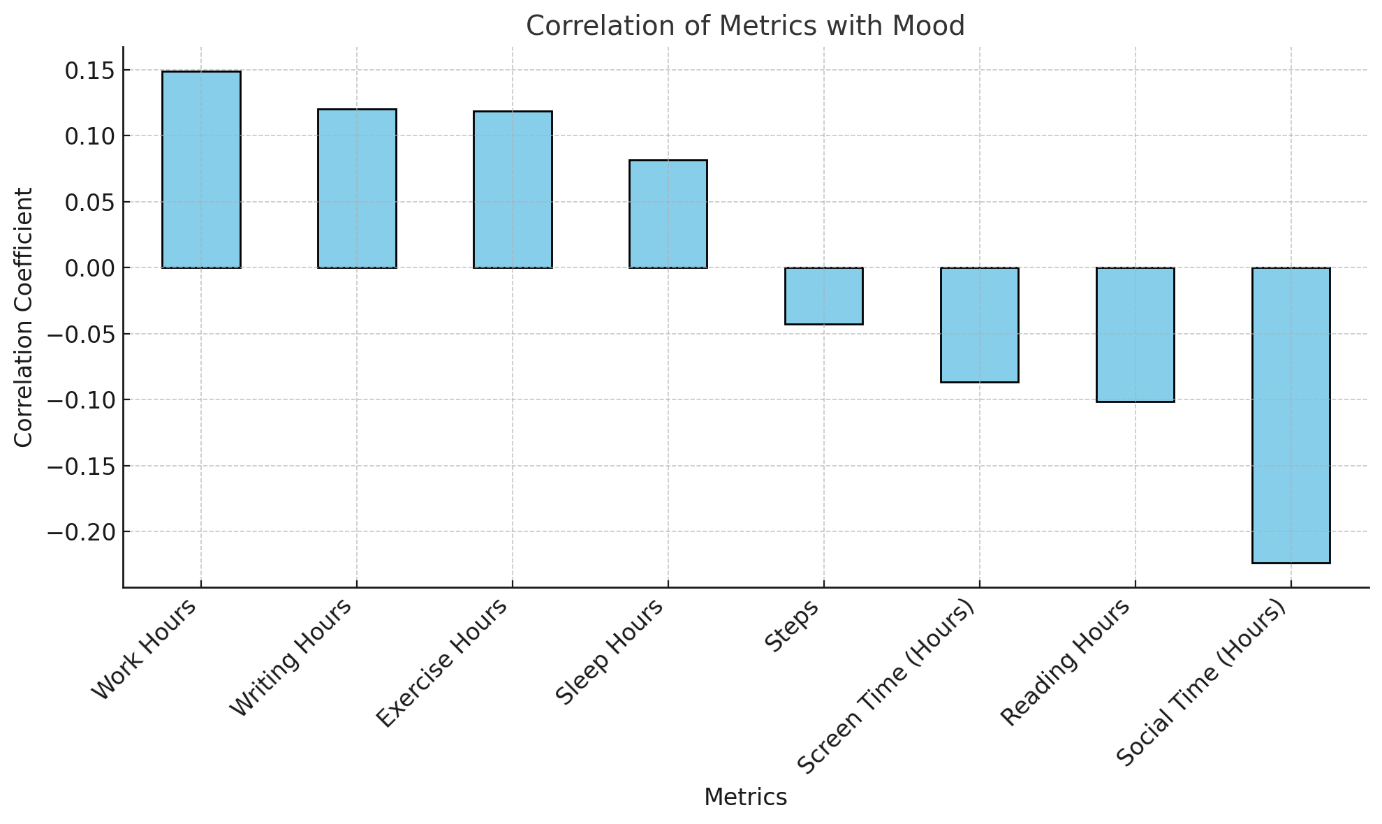 Correlation of Metrics with Mood
0.15
0.10
0.05
0.00
−0.05
−0.10
−0.15
−0.20
Correlation Coefficient
Work Hours
Writing Hours
Exercise Hours
Sleep Hours
Steps
Screen Time (Hours)
Reading Hours
Social Time (Hours)
Metrics